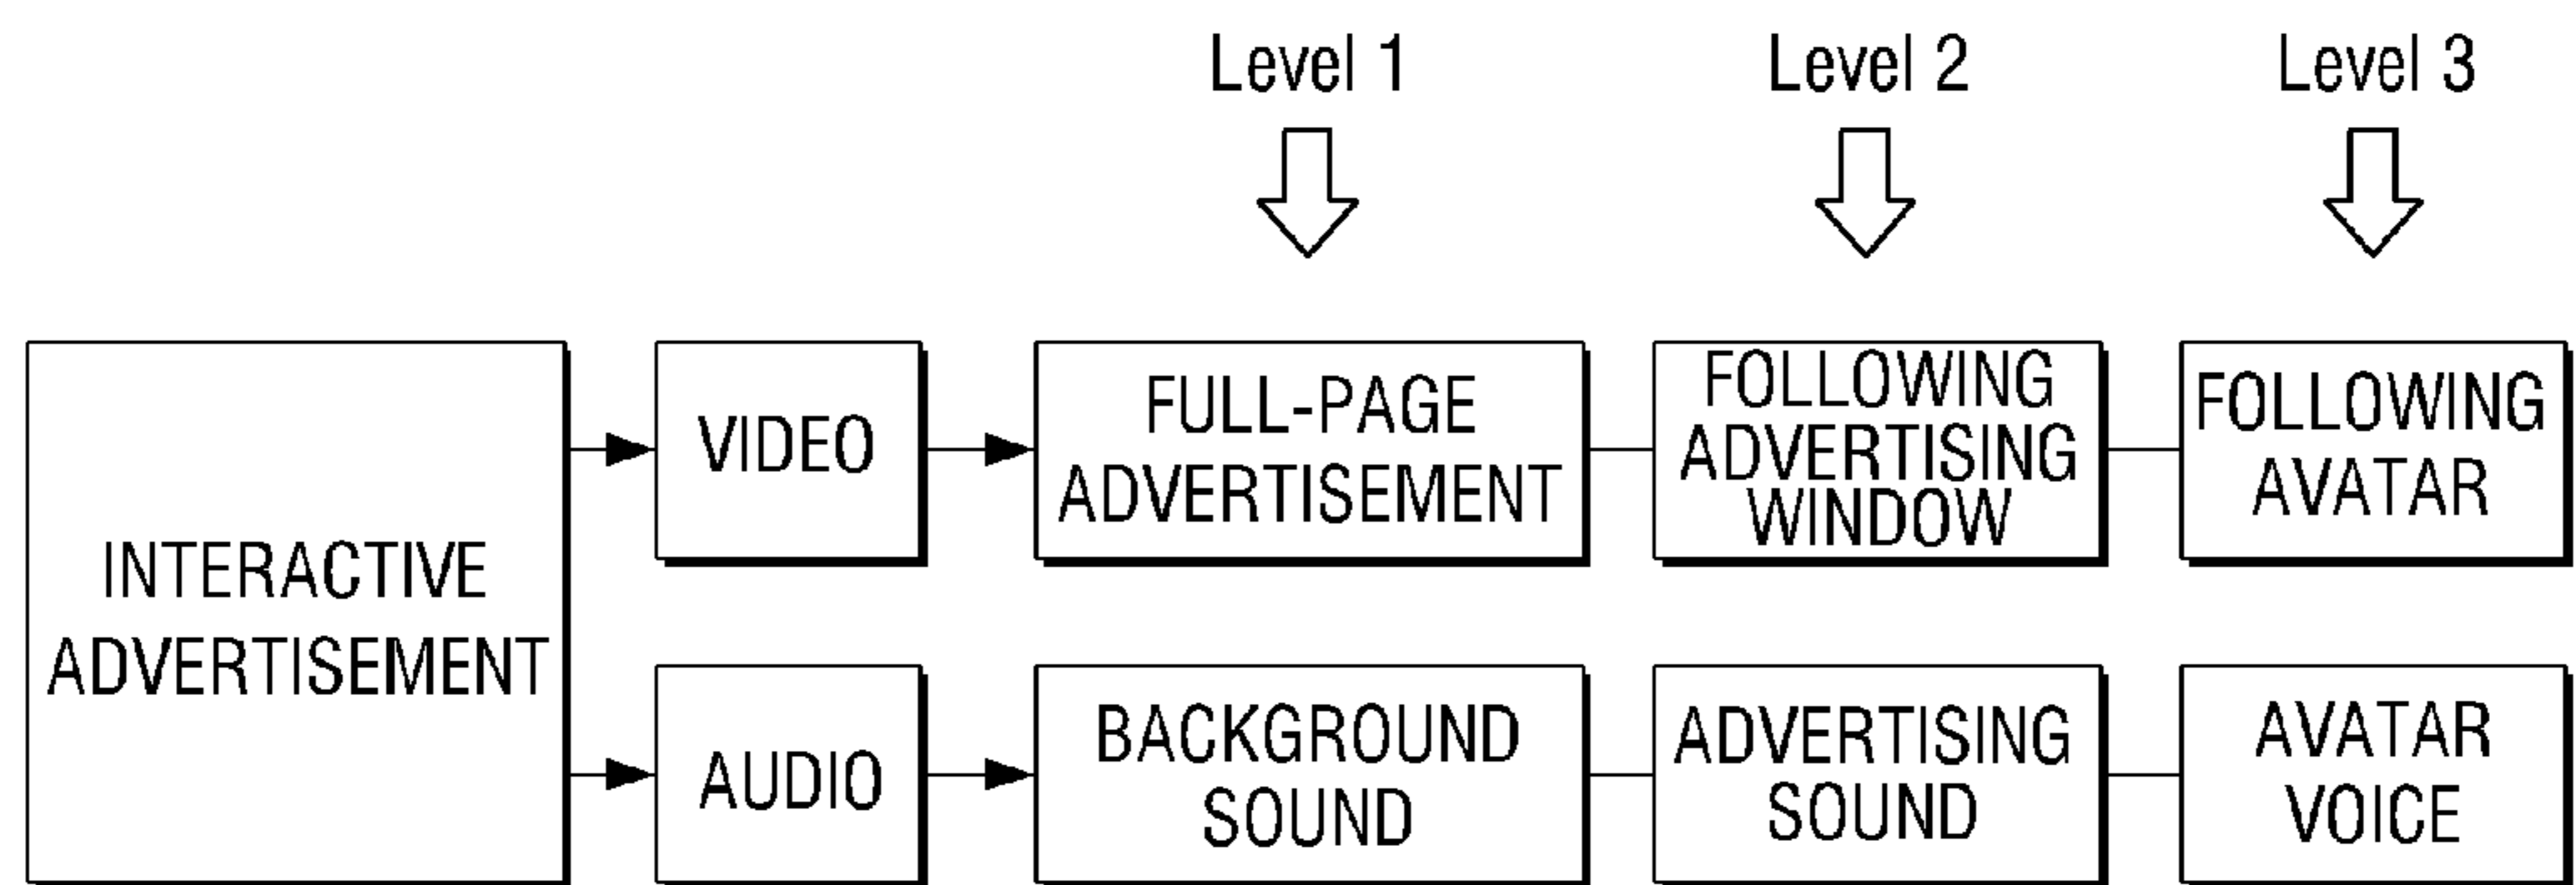 Level 1
Level 2
Level 3
INTERACTIVE
ADVERTISEMENT
VIDEO
FULL-PAGE
ADVERTISEMENT
FOLLOWING
ADVERTISING
WINDOW
FOLLOWING
AVATAR
AUDIO
BACKGROUND
SOUND
ADVERTISING
SOUND
AVATAR
VOICE